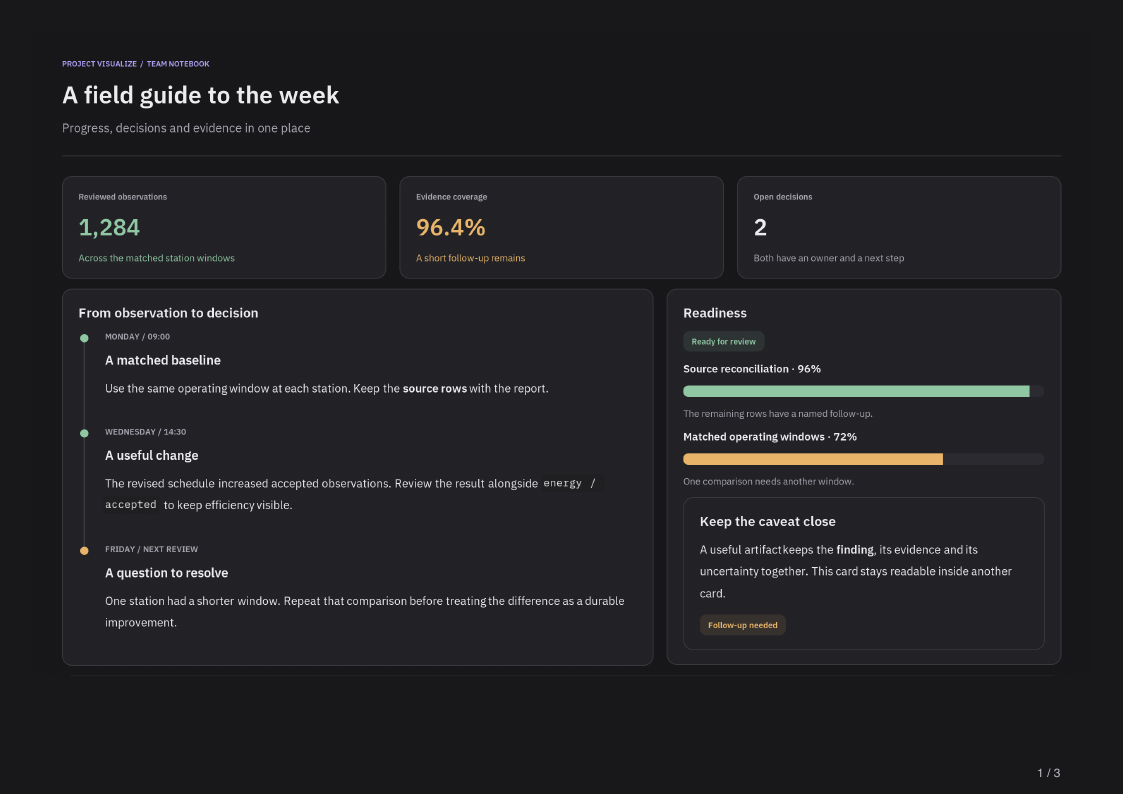 PROJECT VISUALIZE / TEAM NOTEBOOK
A field guide to the week
Progress, decisions and evidence in one place
Reviewed observations
1,284
Across the matched station windows
Evidence coverage
96.4%
A short follow-up remains
Open decisions
2
Both have an owner and a next step
From observation to decision
MONDAY / 09:00
A matched baseline
Use the same operating window at each station. Keep the source rows with the report.
WEDNESDAY / 14:30
A useful change
The revised schedule increased accepted observations. Review the result alongside energy /
accepted to keep efficiency visible.
FRIDAY / NEXT REVIEW
A question to resolve
One station had a shorter window. Repeat that comparison before treating the difference as a durable
improvement.
Readiness
Ready for review
Source reconciliation · 96%
The remaining rows have a named follow-up.
Matched operating windows · 72%
One comparison needs another window.
Keep the caveat close
A useful artifact keeps the finding, its evidence and its
uncertainty together. This card stays readable inside another
card.
Follow-up needed
1 / 3